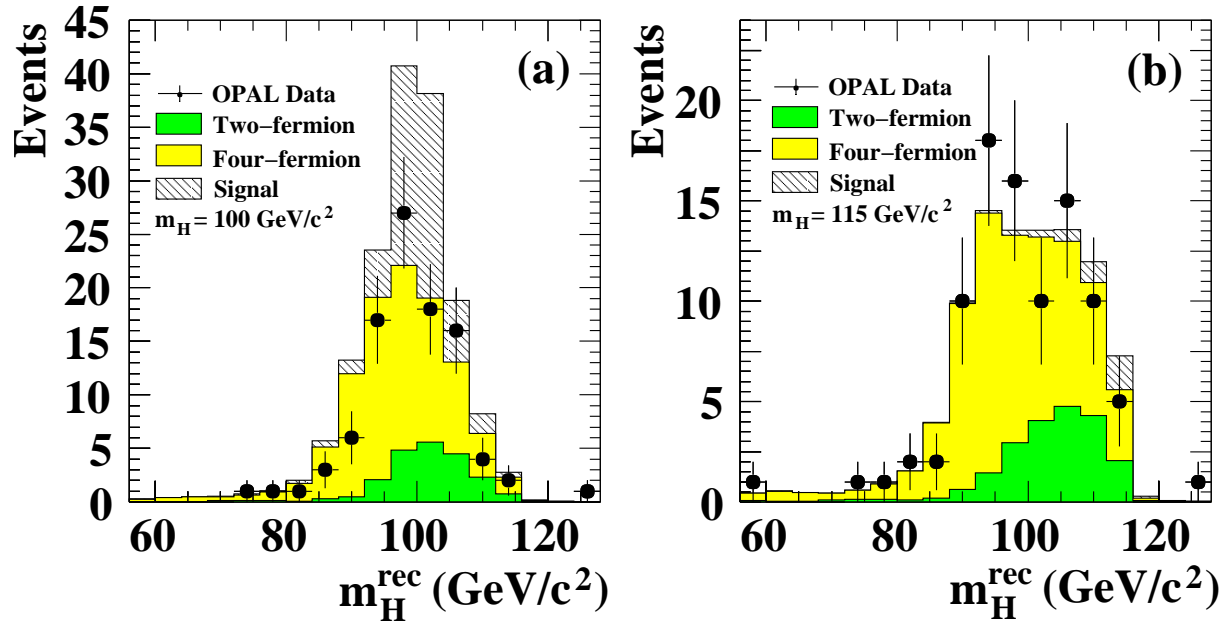 Events
45
40
35
30
25
20
15
10
5
0
(a)
OPAL Data
Two-fermion
Four-fermion
Signal
m_H = 100 GeV/c²
60 80 100 120
m_H^rec (GeV/c²)
Events
20
15
10
5
0
(b)
OPAL Data
Two-fermion
Four-fermion
Signal
m_H = 115 GeV/c²
60 80 100 120
m_H^rec (GeV/c²)